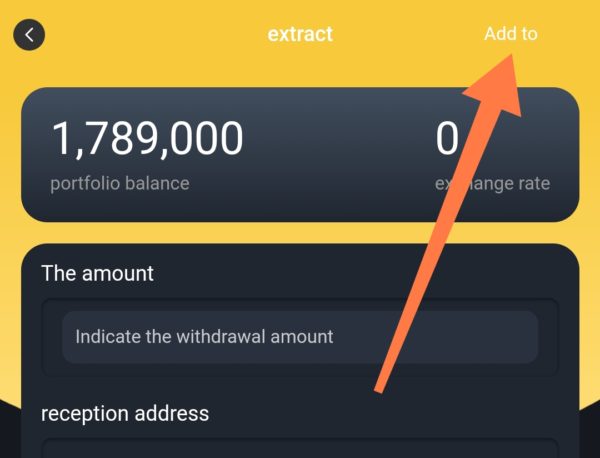 extract
Add to
1,789,000
0
portfolio balance
exchange rate
The amount
Indicate the withdrawal amount
reception address